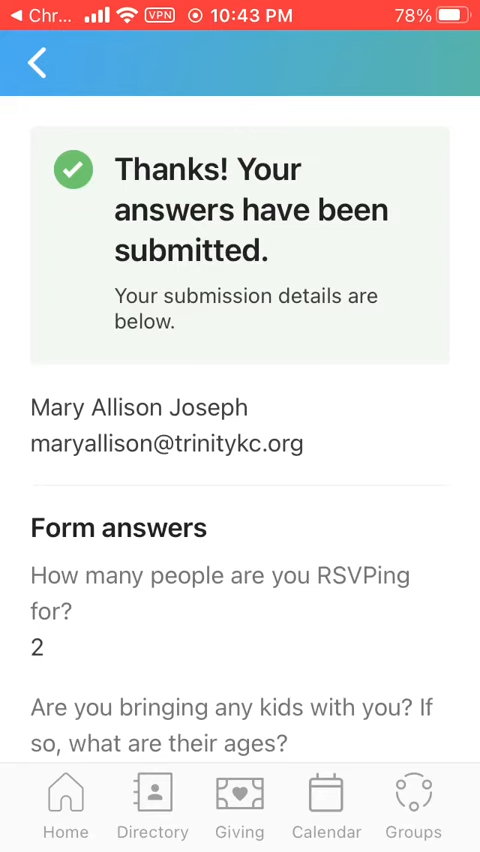 Chr... VPN 10:43 PM 78%
Thanks! Your
answers have been
submitted.
Your submission details are
below.
Mary Allison Joseph
maryallison@trinitykc.org
Form answers
How many people are you RSVPing
for?
2
Are you bringing any kids with you? If
so, what are their ages?
Home Directory Giving Calendar Groups